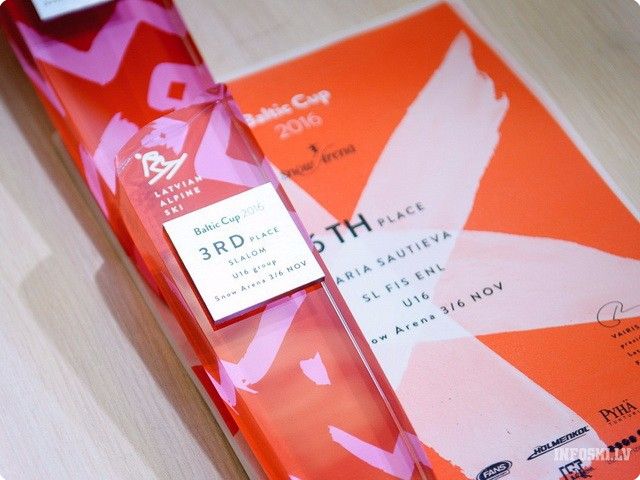 LATVIAN
ALPINE
SKI
Baltic Cup 2016
3RD PLACE
SLALOM
U16 group
Snow Arena 3/6 NOV
Baltic Cup
2016
Snow Arena
6TH PLACE
ARIA SAUTIEVA
SL FIS ENL
U16
ow Arena 3/6 NOV
VAIRIS
PYHÄ
HOLMENKOL
FANS
INFOSKI.LV